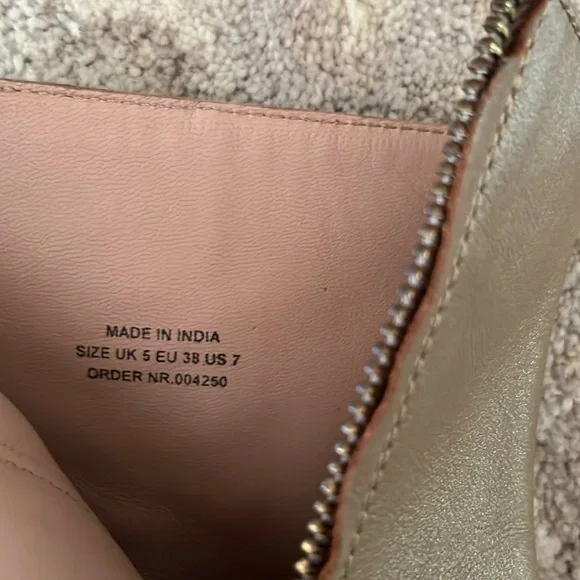 MADE IN INDIA
SIZE UK 5 EU 38 US 7
ORDER NR.004250